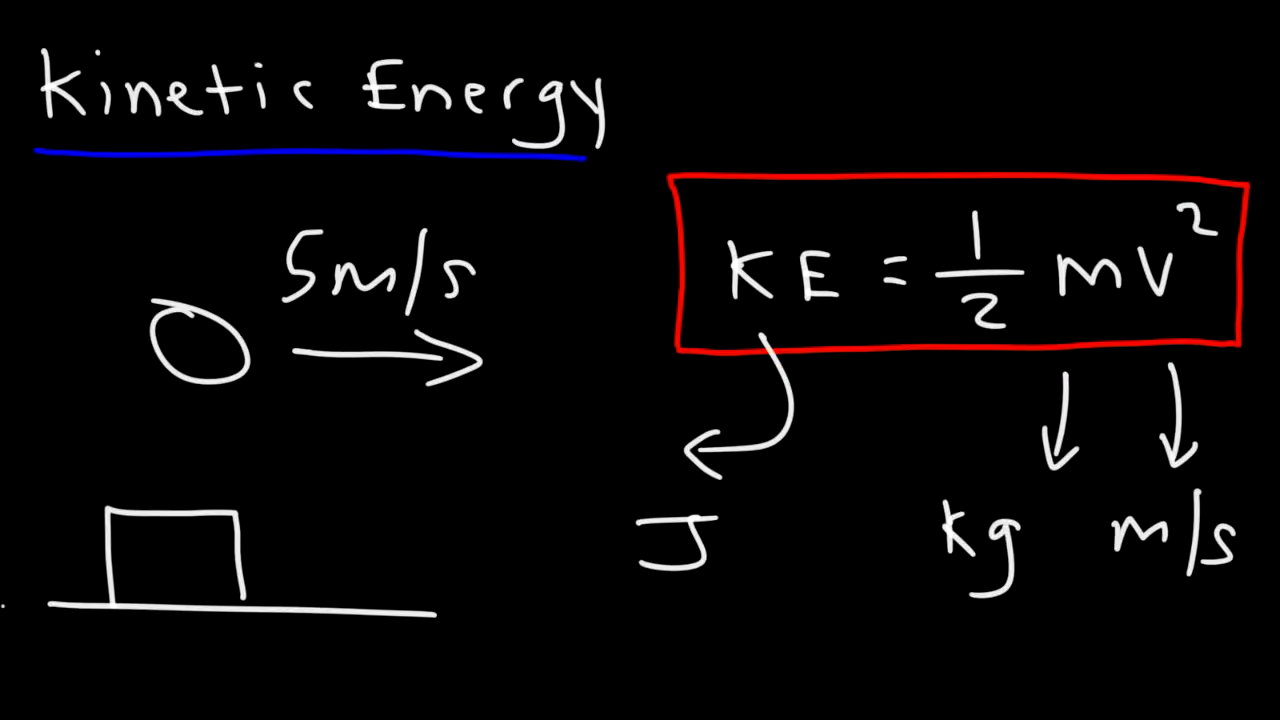 Kinetic Energy
5m/s
KE = 1/2 mv²
J
kg m/s